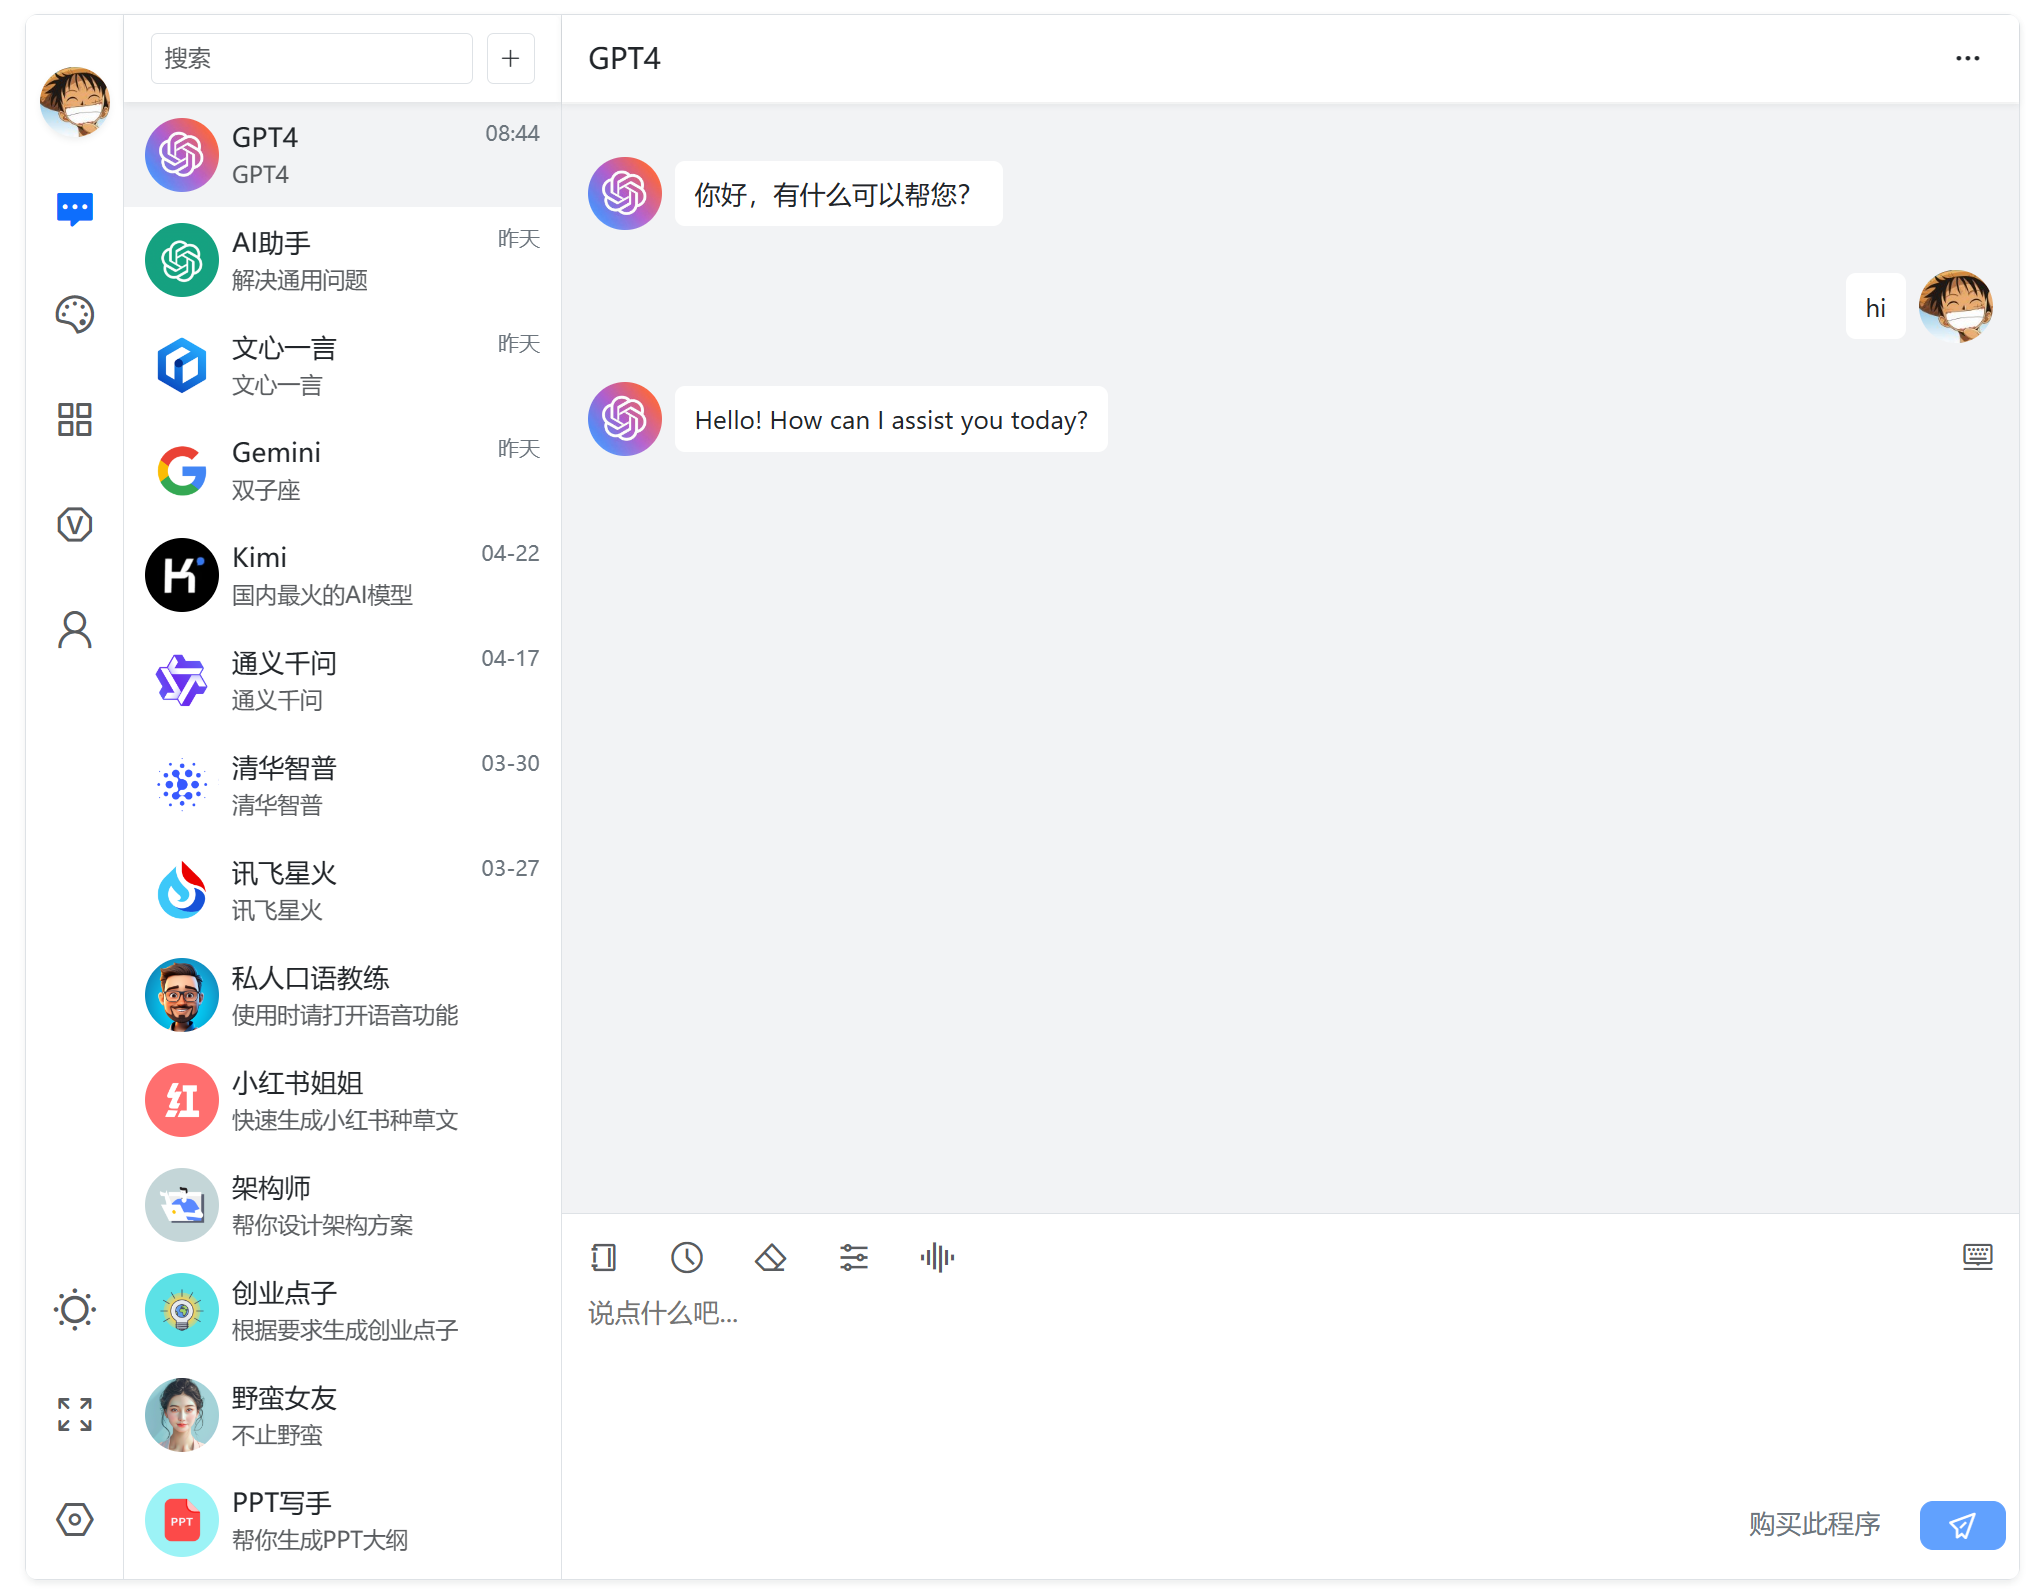 搜索
GPT4
08:44
GPT4
AI助手
昨天
解决通用问题
文心一言
昨天
文心一言
Gemini
昨天
双子座
Kimi
04-22
国内最火的AI模型
通义千问
04-17
通义千问
清华智普
03-30
清华智普
讯飞星火
03-27
讯飞星火
私人口语教练
使用时请打开语音功能
红
小红书姐姐
快速生成小红书种草文
架构师
帮你设计架构方案
创业点子
根据要求生成创业点子
野蛮女友
不止野蛮
PPT
PPT写手
帮你生成PPT大纲
GPT4
你好，有什么可以帮您？
hi
Hello! How can I assist you today?
说点什么吧...
购买此程序